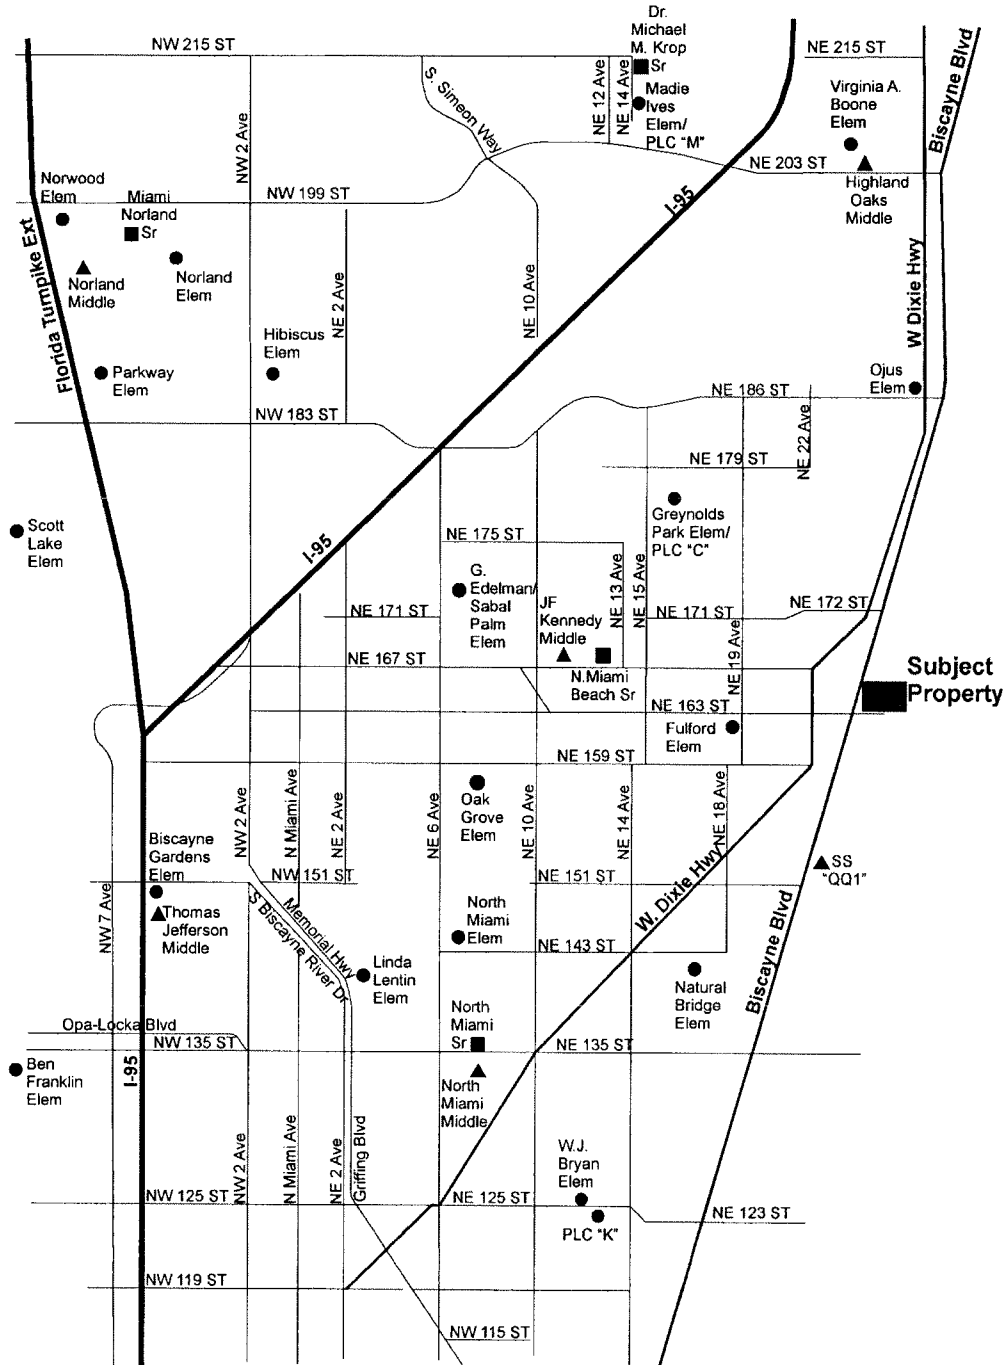 Dr.
Michael
M. Krop
Sr
NW 215 ST
NE 215 ST
Biscayne Blvd
S. Simeon Way
NE 12 Ave
NE 14 Ave
Madie
Ives
Elem/
PLC "M"
Virginia A.
Boone
Elem
NW 2 Ave
NE 203 ST
Norwood
Elem
Miami
Norland
Sr
NW 199 ST
I-95
Highland
Oaks
Middle
Florida Turnpike Ext
Norland
Middle
Norland
Elem
NE 2 Ave
NE 10 Ave
W Dixie Hwy
Hibiscus
Elem
Parkway
Elem
Ojus
Elem
NE 186 ST
NW 183 ST
NE 22 Ave
NE 179 ST
Scott
Lake
Elem
I-95
NE 175 ST
Greynolds
Park Elem/
PLC "C"
G.
Edelman/
Sabal
Palm
Elem
NE 13 Ave
NE 15 Ave
JF
Kennedy
Middle
NE 171 ST
NE 171 ST
NE 172 ST
NE 19 Ave
NE 167 ST
N.Miami
Beach Sr
Subject
Property
NE 163 ST
Fulford
Elem
NE 159 ST
NW 2 Ave
N Miami Ave
NE 2 Ave
NE 6 Ave
Oak
Grove
Elem
NE 10 Ave
NE 14 Ave
NE 18 Ave
Biscayne
Gardens
Elem
SS
"QQ1"
NW 151 ST
NE 151 ST
W. Dixie Hwy
NW 7 Ave
Thomas
Jefferson
Middle
Memorial Hwy
S Biscayne River Dr
North
Miami
Elem
NE 143 ST
Biscayne Blvd
Linda
Lentin
Elem
Natural
Bridge
Elem
North
Miami
Sr
Opa-Locka Blvd
NW 135 ST
NE 135 ST
Ben
Franklin
Elem
I-95
North
Miami
Middle
NW 2 Ave
N Miami Ave
NE 2 Ave
Griffing Blvd
W.J.
Bryan
Elem
NW 125 ST
NE 125 ST
NE 123 ST
PLC "K"
NW 119 ST
NW 115 ST